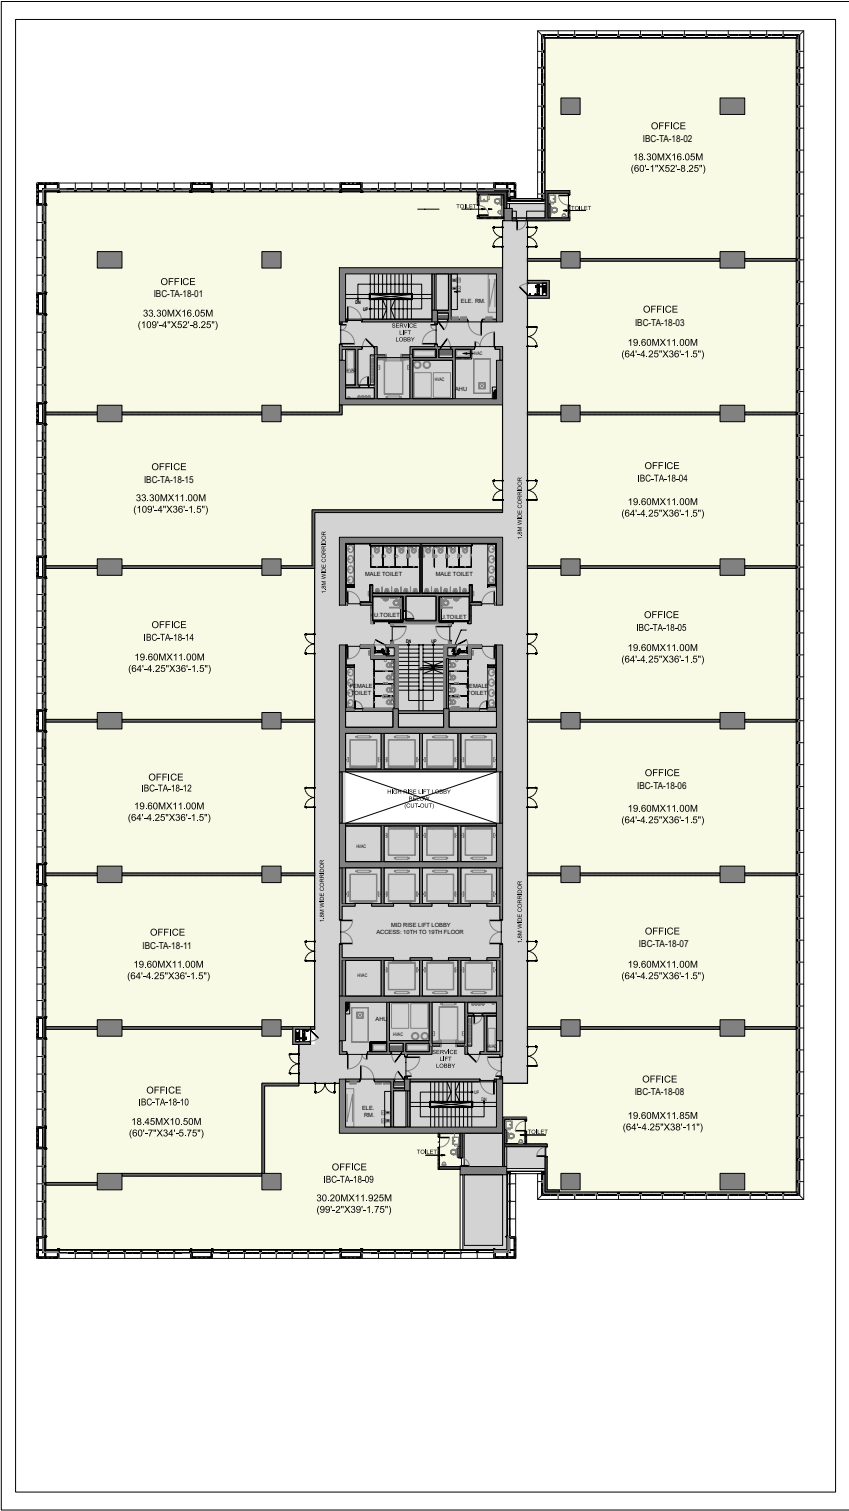 OFFICE
IBC-TA-18-02
18.30MX16.05M
(60'-1"X52'-8.25")
TOILET
TOILET
OFFICE
IBC-TA-18-01
33.30MX16.05M
(109'-4"X52'-8.25")
ELE. RM.
DN
UP
SERVICE
LIFT
LOBBY
HVAC
HVAC
AHU
OFFICE
IBC-TA-18-03
19.60MX11.00M
(64'-4.25"X36'-1.5")
OFFICE
IBC-TA-18-15
33.30MX11.00M
(109'-4"X36'-1.5")
OFFICE
IBC-TA-18-04
19.60MX11.00M
(64'-4.25"X36'-1.5")
1.8M WIDE CORRIDOR
1.8M WIDE CORRIDOR
MALE TOILET
MALE TOILET
U.TOILET
U.TOILET
DN
UP
FEMALE
TOILET
FEMALE
TOILET
OFFICE
IBC-TA-18-14
19.60MX11.00M
(64'-4.25"X36'-1.5")
OFFICE
IBC-TA-18-05
19.60MX11.00M
(64'-4.25"X36'-1.5")
OFFICE
IBC-TA-18-12
19.60MX11.00M
(64'-4.25"X36'-1.5")
HIGH RISE LIFT LOBBY
BELOW
(CUT-OUT)
OFFICE
IBC-TA-18-06
19.60MX11.00M
(64'-4.25"X36'-1.5")
HVAC
1.8M WIDE CORRIDOR
1.8M WIDE CORRIDOR
OFFICE
IBC-TA-18-11
19.60MX11.00M
(64'-4.25"X36'-1.5")
MID RISE LIFT LOBBY
ACCESS: 10TH TO 19TH FLOOR
HVAC
OFFICE
IBC-TA-18-07
19.60MX11.00M
(64'-4.25"X36'-1.5")
AHU
HVAC
SERVICE
LIFT
LOBBY
UP
DN
ELE.
RM.
OFFICE
IBC-TA-18-10
18.45MX10.50M
(60'-7"X34'-5.75")
OFFICE
IBC-TA-18-08
19.60MX11.85M
(64'-4.25"X38'-11")
TOILET
TOILET
OFFICE
IBC-TA-18-09
30.20MX11.925M
(99'-2"X39'-1.75")